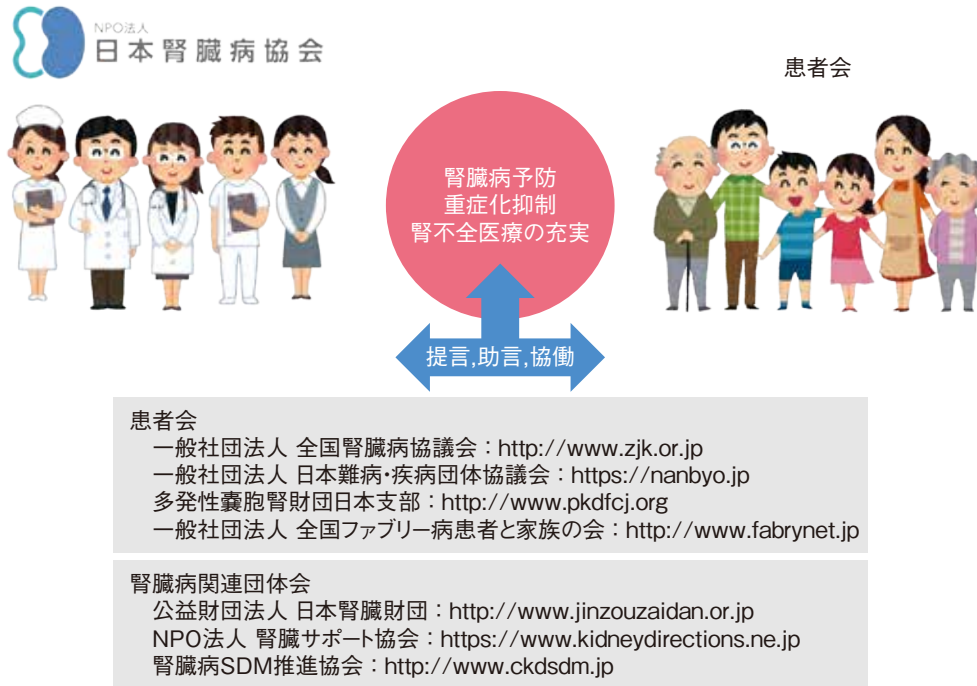 NPO法人
日本腎臓病協会
患者会
腎臓病予防
重症化抑制
腎不全医療の充実
提言,助言,協働
患者会
一般社団法人 全国腎臓病協議会：http://www.zjk.or.jp
一般社団法人 日本難病・疾病団体協議会：https://nanbyo.jp
多発性嚢胞腎財団日本支部：http://www.pkdfcj.org
一般社団法人 全国ファブリー病患者と家族の会：http://www.fabrynet.jp
腎臓病関連団体会
公益財団法人 日本腎臓財団：http://www.jinzouzaidan.or.jp
NPO法人 腎臓サポート協会：https://www.kidneydirections.ne.jp
腎臓病SDM推進協会：http://www.ckdsdm.jp